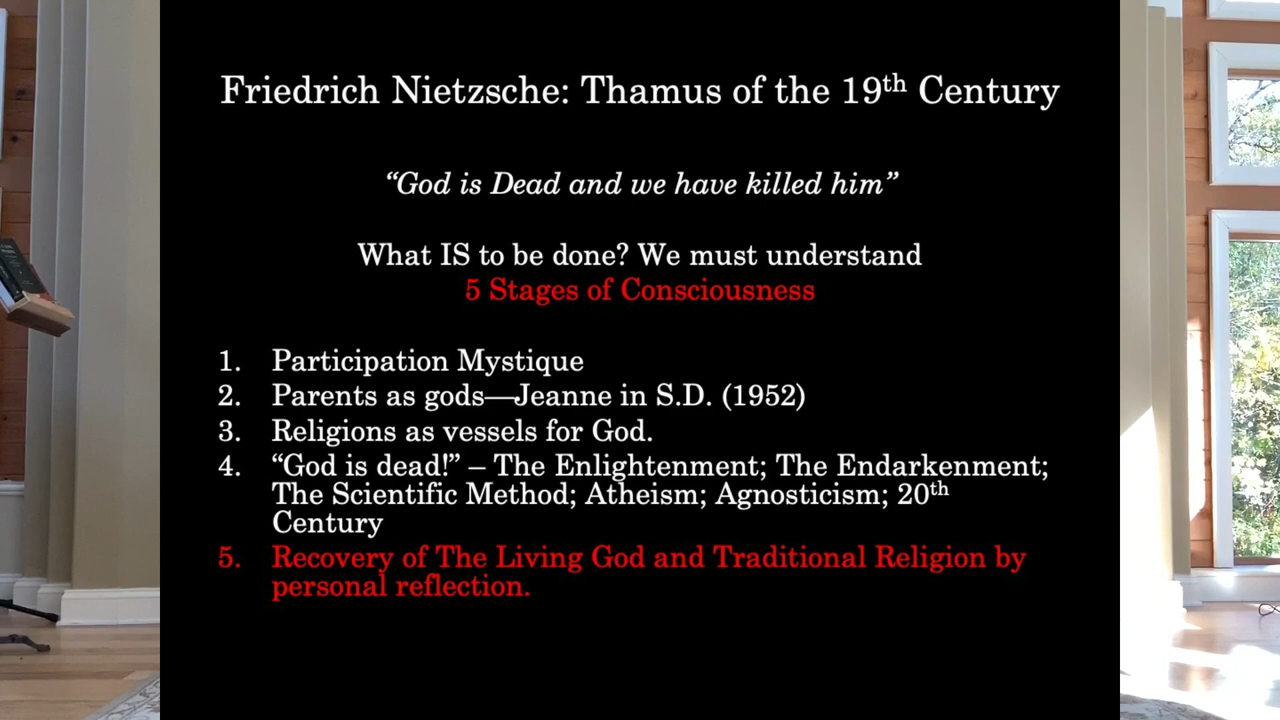 Friedrich Nietzsche: Thamus of the 19th Century
“God is Dead and we have killed him”
What IS to be done? We must understand
5 Stages of Consciousness
1. Participation Mystique
2. Parents as gods—Jeanne in S.D. (1952)
3. Religions as vessels for God.
4. “God is dead!” – The Enlightenment; The Endarkenment;
The Scientific Method; Atheism; Agnosticism; 20th
Century
5. Recovery of The Living God and Traditional Religion by
personal reflection.